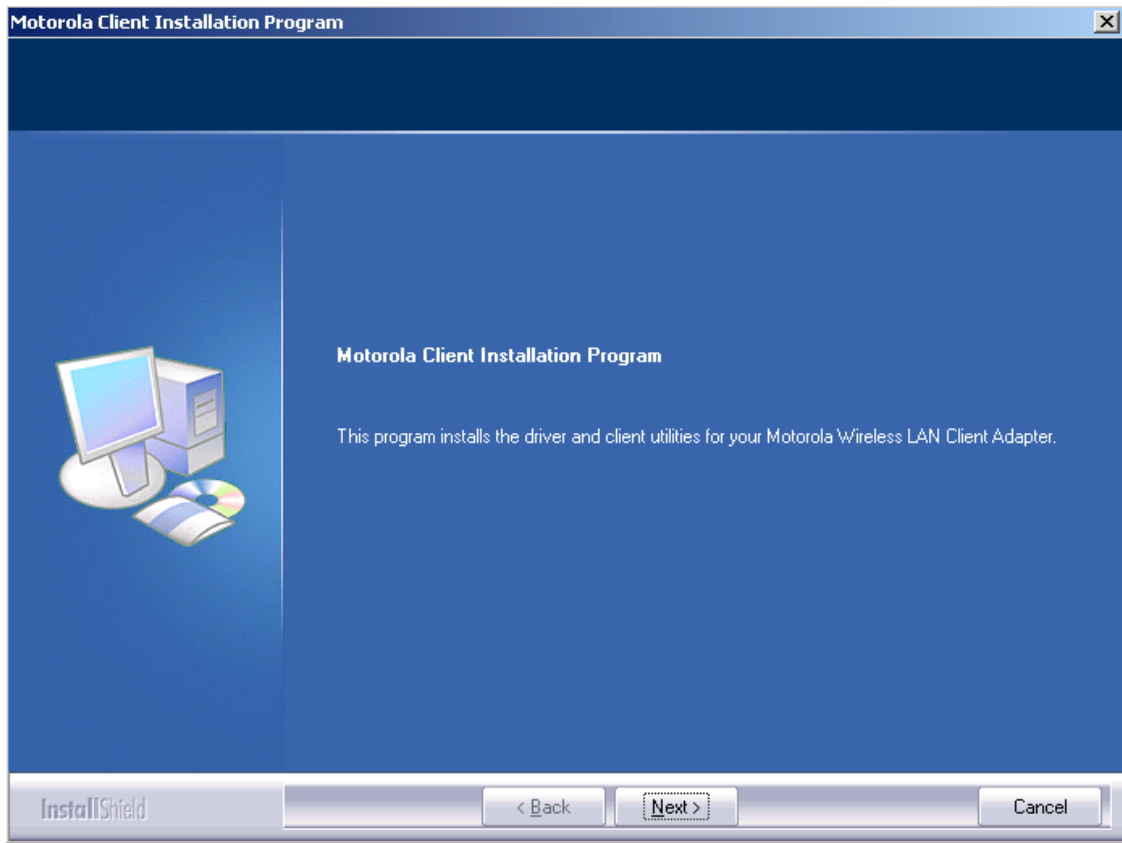 Motorola Client Installation Program
Motorola Client Installation Program
This program installs the driver and client utilities for your Motorola Wireless LAN Client Adapter.
InstallShield
< Back
Next >
Cancel